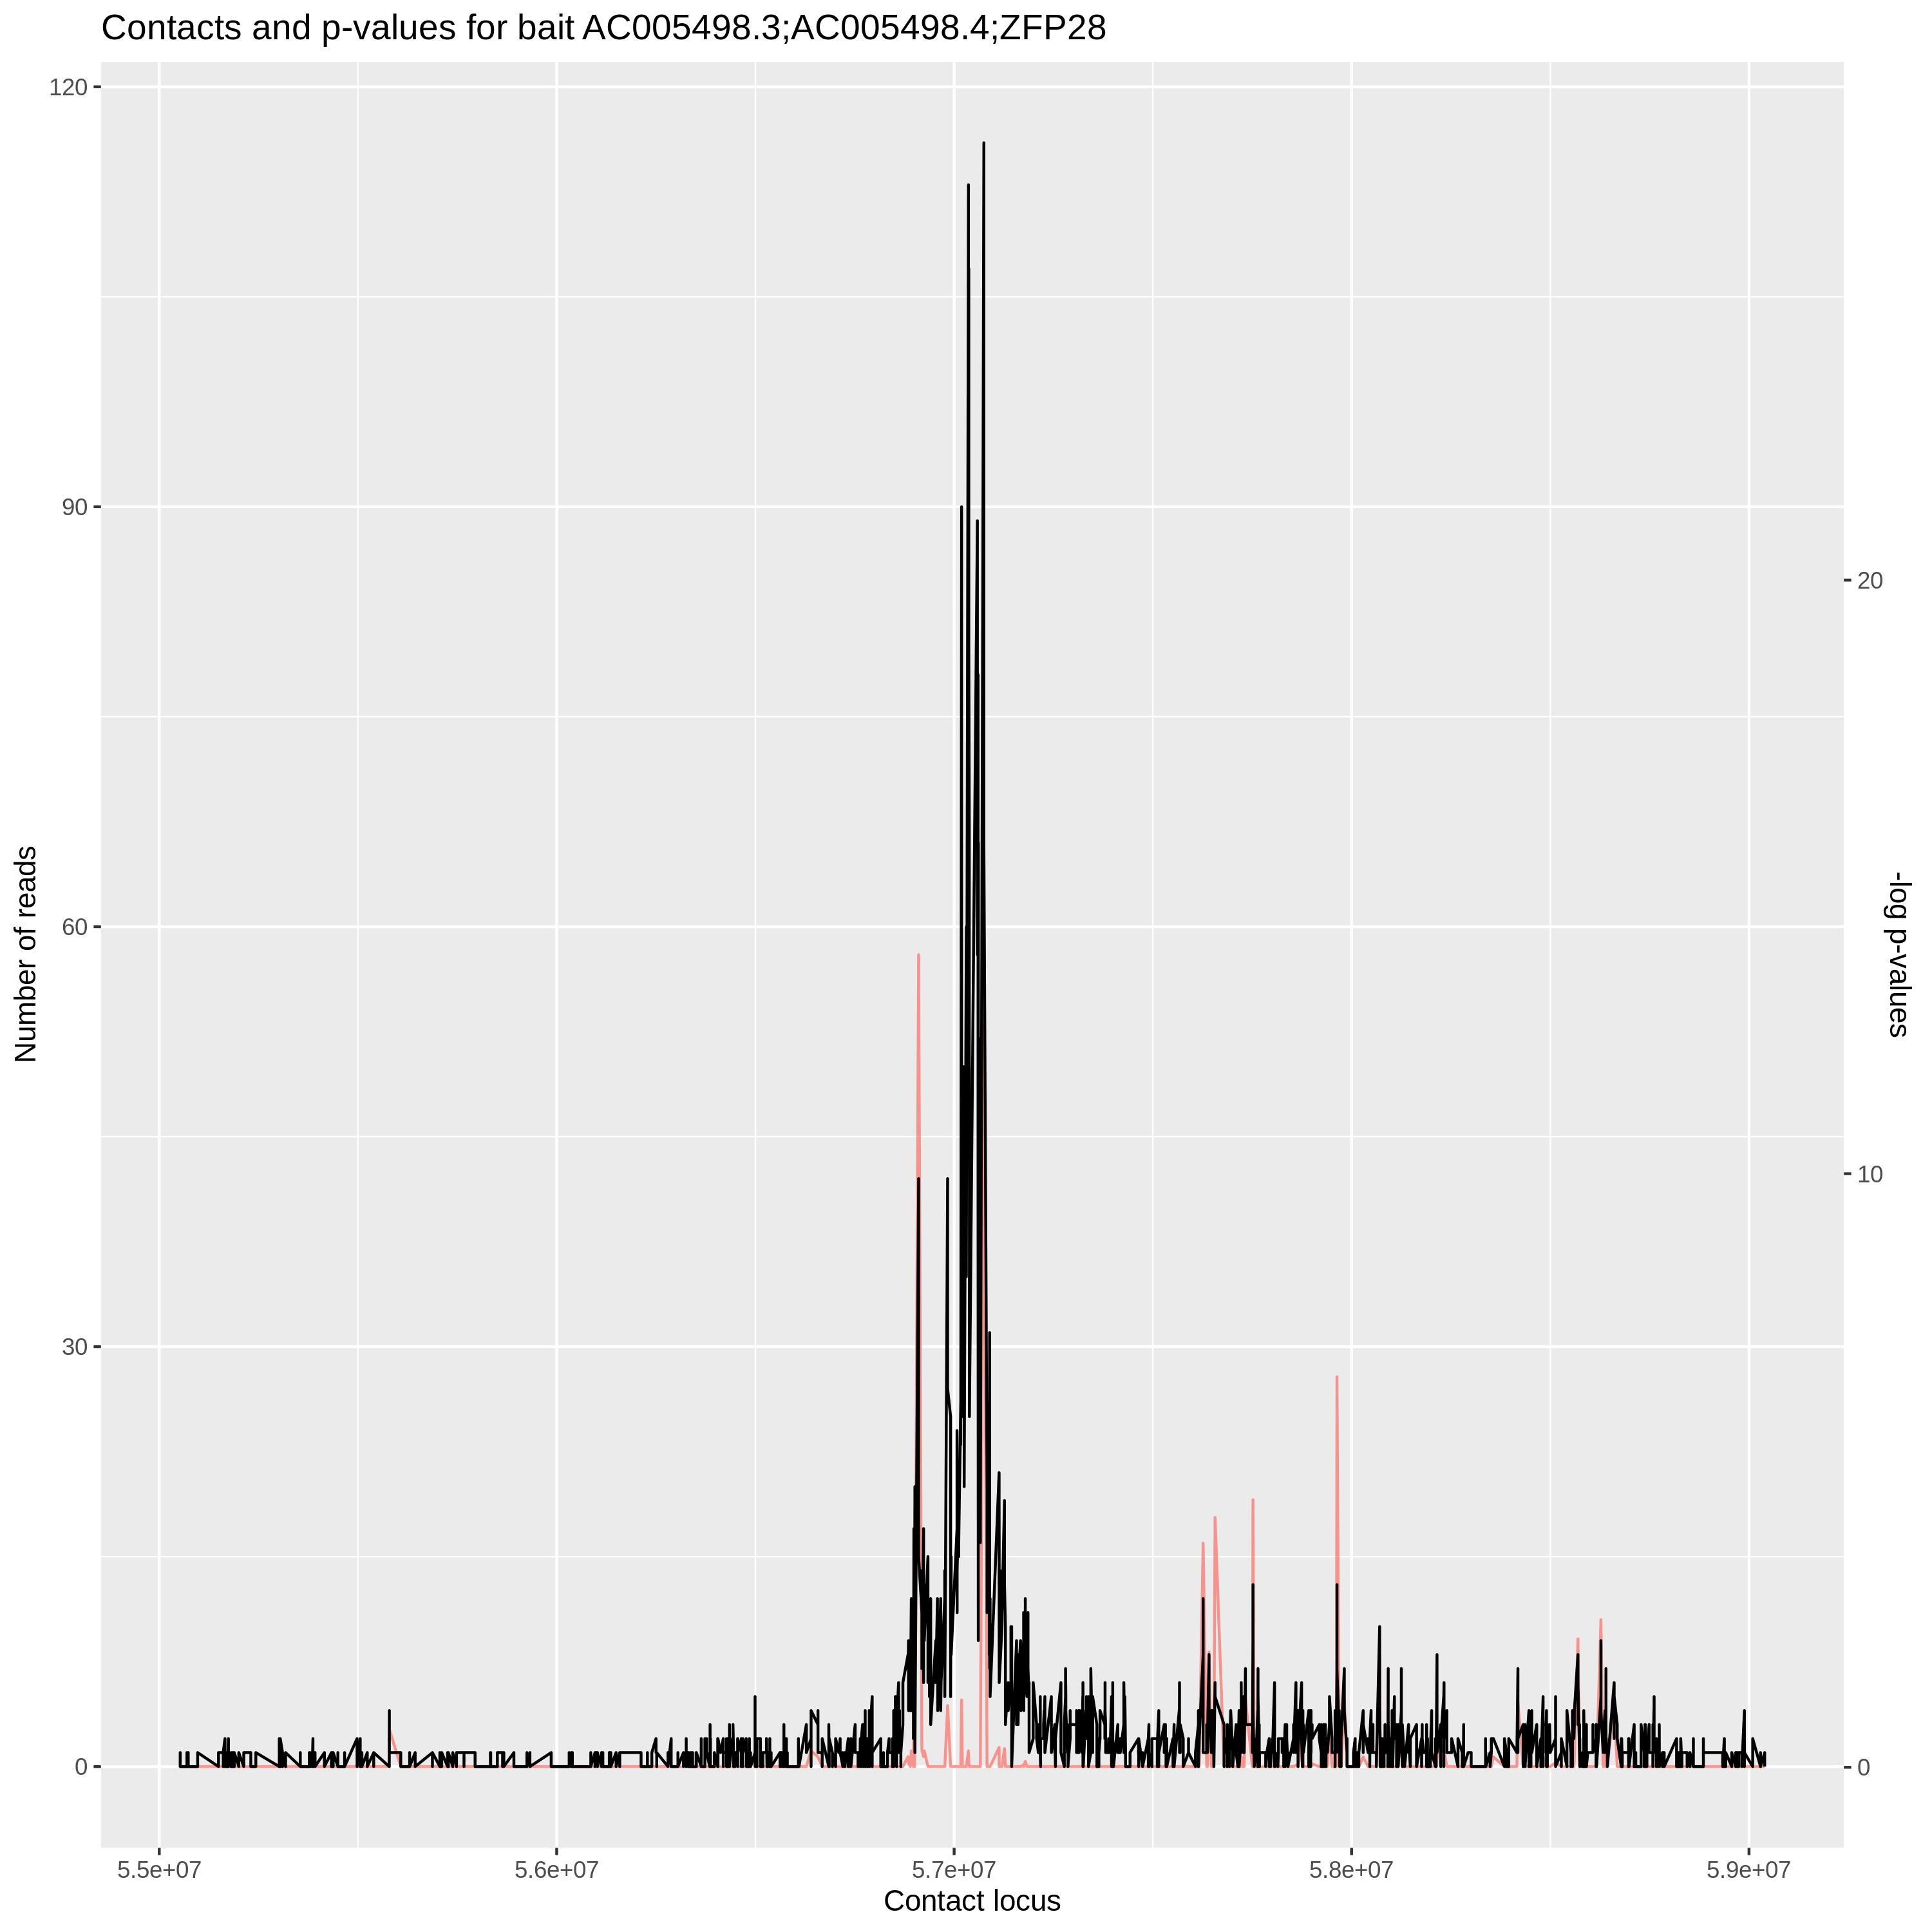 Contacts and p-values for bait AC005498.3;AC005498.4;ZFP28
120
90
60
30
0
Number of reads
20
10
0
-log p-values
5.5e+07 5.6e+07 5.7e+07 5.8e+07 5.9e+07
Contact locus